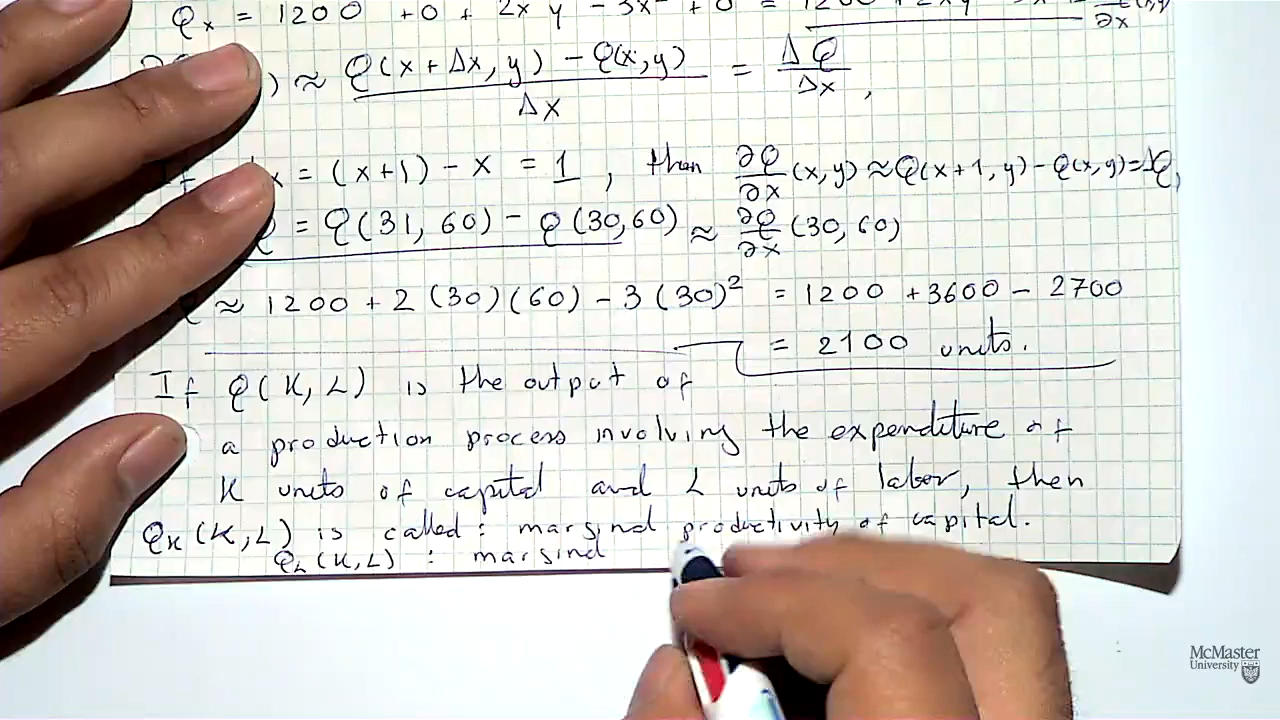 Qx = 1200 + 0 + 2xy - 3x² + 0 = 1200 + 2xy
∂x
) ≈ Q(x + Δx, y) - Q(x, y) / Δx = ΔQ / Δx ,
If x = (x+1) - x = 1 , then ∂Q/∂x (x, y) ≈ Q(x+1, y) - Q(x, y) = ΔQ,
= Q(31, 60) - Q(30, 60) ≈ ∂Q/∂x (30, 60)
≈ 1200 + 2 (30)(60) - 3 (30)² = 1200 + 3600 - 2700
= 2100 units.
If Q(K, L) is the output of
a production process involving the expenditure of
K units of capital and L units of labor, then
QK (K, L) is called : marginal productivity of capital.
QL (K, L) : marginal
McMaster
University